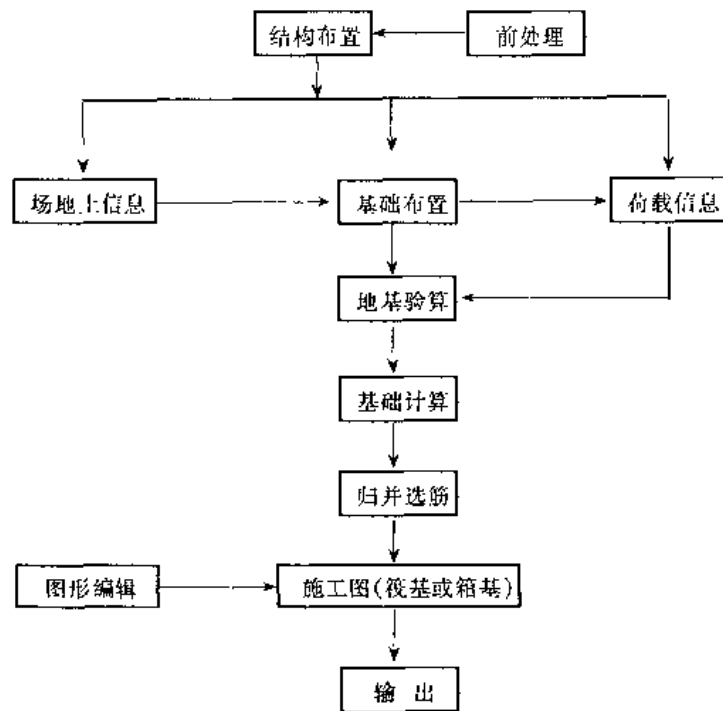 结构布置
前处理
场地上信息
基础布置
荷载信息
地基验算
基础计算
归并选筋
图形编辑
施工图(筏基或箱基)
输 出